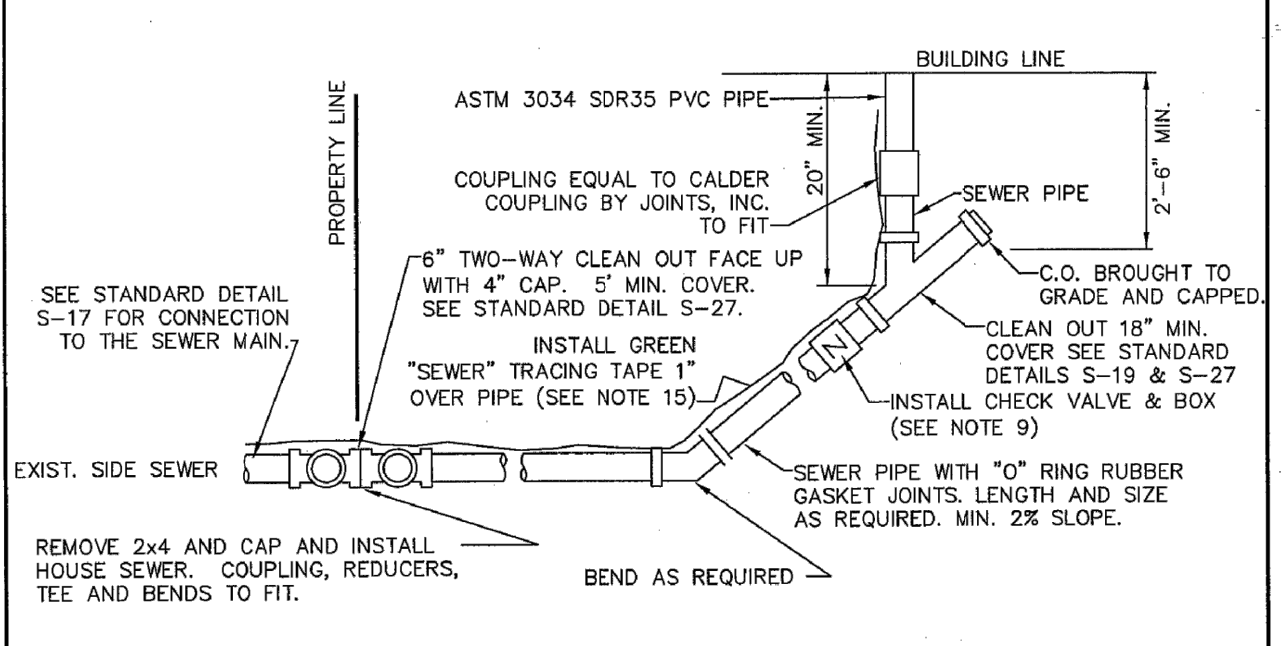 BUILDING LINE
PROPERTY LINE
ASTM 3034 SDR35 PVC PIPE
20" MIN.
2'-6" MIN.
COUPLING EQUAL TO CALDER
COUPLING BY JOINTS, INC.
TO FIT
SEWER PIPE
6" TWO-WAY CLEAN OUT FACE UP
WITH 4" CAP. 5' MIN. COVER.
SEE STANDARD DETAIL S-27.
C.O. BROUGHT TO
GRADE AND CAPPED.
SEE STANDARD DETAIL
S-17 FOR CONNECTION
TO THE SEWER MAIN.
CLEAN OUT 18" MIN.
COVER SEE STANDARD
DETAILS S-19 & S-27
INSTALL GREEN
"SEWER" TRACING TAPE 1"
OVER PIPE (SEE NOTE 15)
N
INSTALL CHECK VALVE & BOX
(SEE NOTE 9)
EXIST. SIDE SEWER
SEWER PIPE WITH "O" RING RUBBER
GASKET JOINTS. LENGTH AND SIZE
AS REQUIRED. MIN. 2% SLOPE.
REMOVE 2x4 AND CAP AND INSTALL
HOUSE SEWER. COUPLING, REDUCERS,
TEE AND BENDS TO FIT.
BEND AS REQUIRED